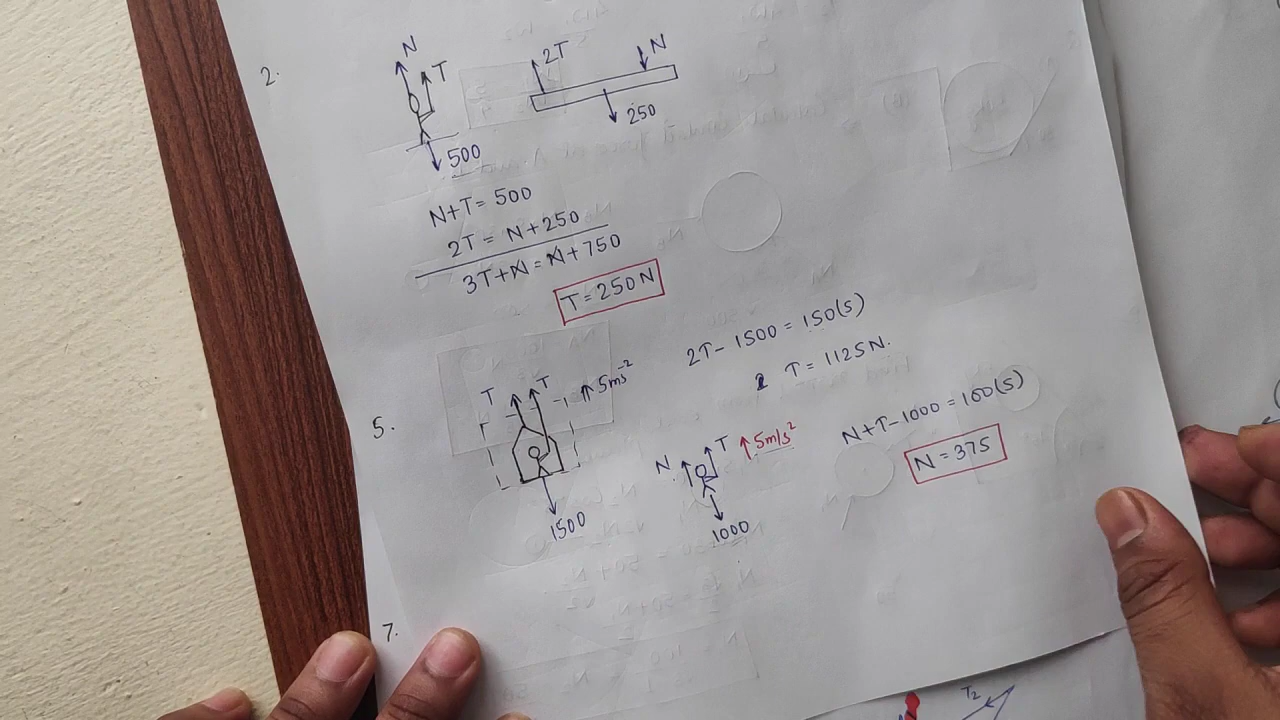 2.
N
T
500
2T
N
250
N+T= 500
2T = N+250
3T+N = N+750
T=250N
5.
T T
5ms-2
1500
2T- 1500 = 150(5)
T = 1125N.
N
T
5m/s2
1000
N+T-1000 = 100(5)
N = 375
7.
T2